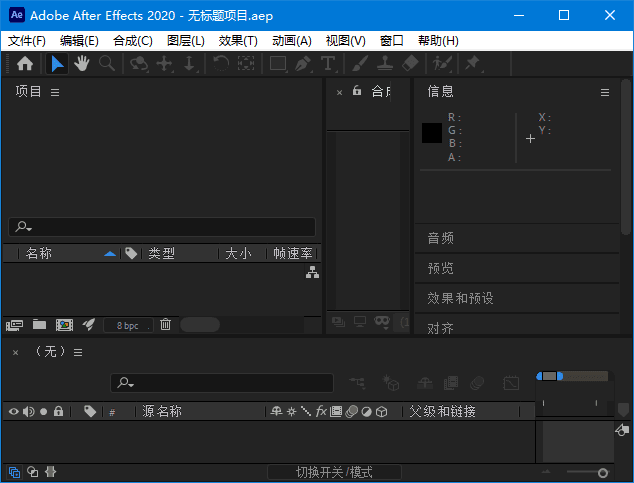 Ae Adobe After Effects 2020 - 无标题项目.aep
文件(F) 编辑(E) 合成(C) 图层(L) 效果(T) 动画(A) 视图(V) 窗口 帮助(H)
项目
× 合成
信息
R :
G :
B :
A :
X :
Y :
名称 类型 大小 帧速率
音频
预览
效果和预设
对齐
8 bpc
× （无）
# 源名称 fx 父级和链接
切换开关/模式